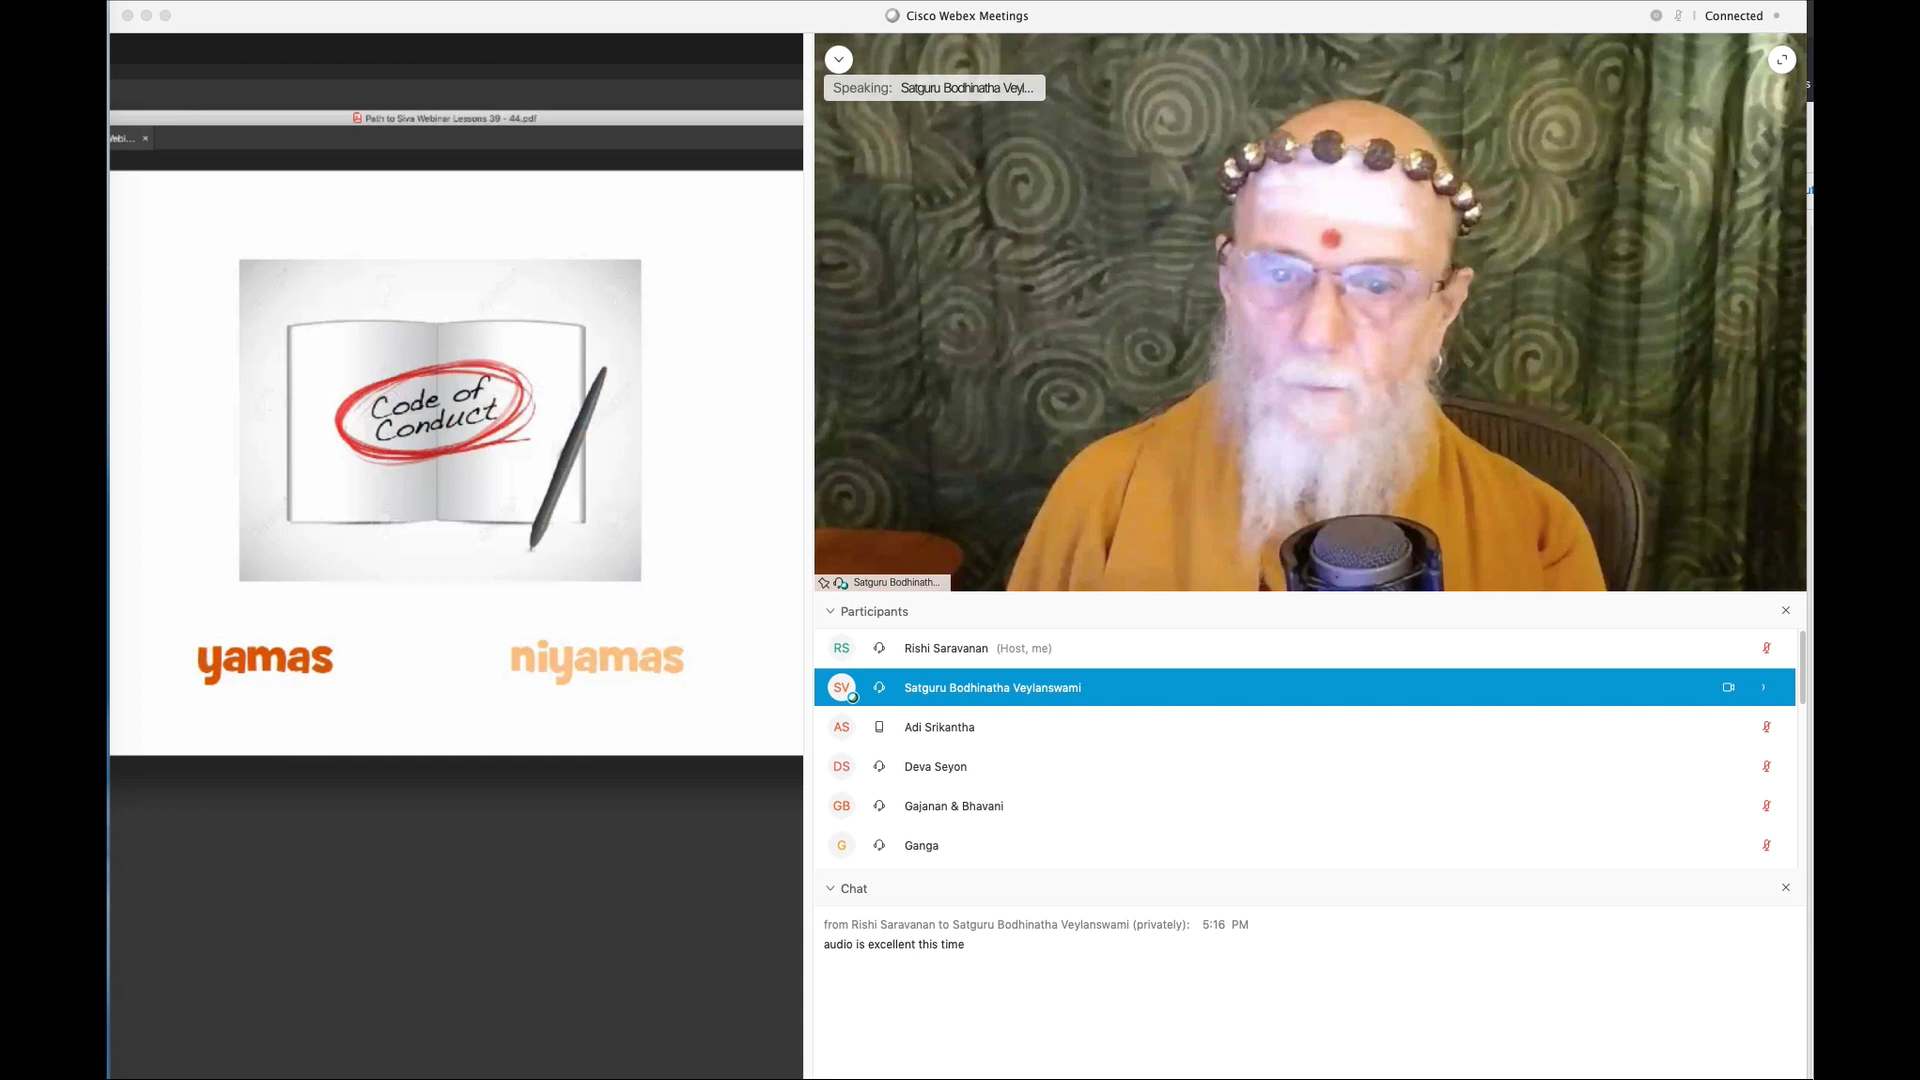 Cisco Webex Meetings
Connected
Path to Siva Webinar Lessons 39 - 44.pdf
Webi...
Code of
Conduct
yamas
niyamas
Speaking: Satguru Bodhinatha Veyl...
Satguru Bodhinath...
Participants
RS Rishi Saravanan (Host, me)
SV Satguru Bodhinatha Veylanswami
AS Adi Srikantha
DS Deva Seyon
GB Gajanan & Bhavani
G Ganga
Chat
from Rishi Saravanan to Satguru Bodhinatha Veylanswami (privately): 5:16 PM
audio is excellent this time